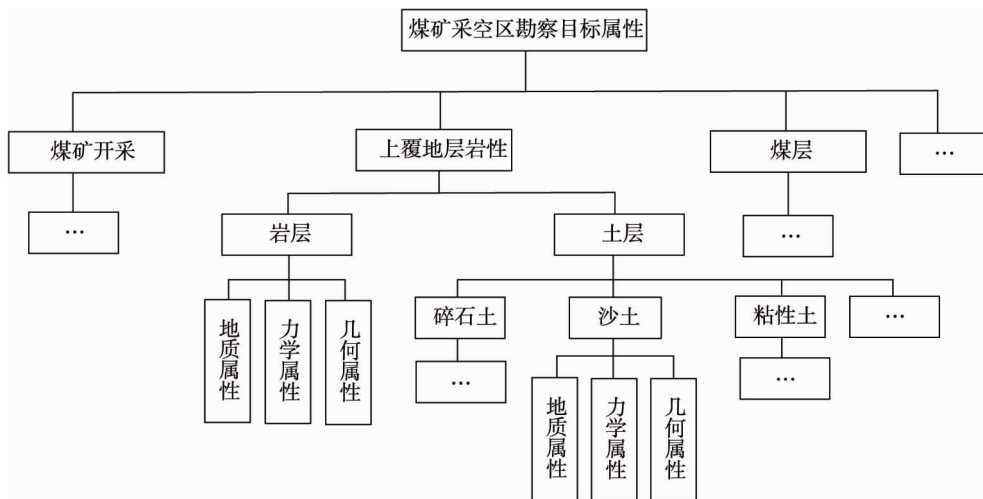 煤矿采空区勘察目标属性
煤矿开采
上覆地层岩性
煤层
…
…
岩层
土层
…
地质属性
力学属性
几何属性
碎石土
沙土
粘性土
…
…
…
地质属性
力学属性
几何属性